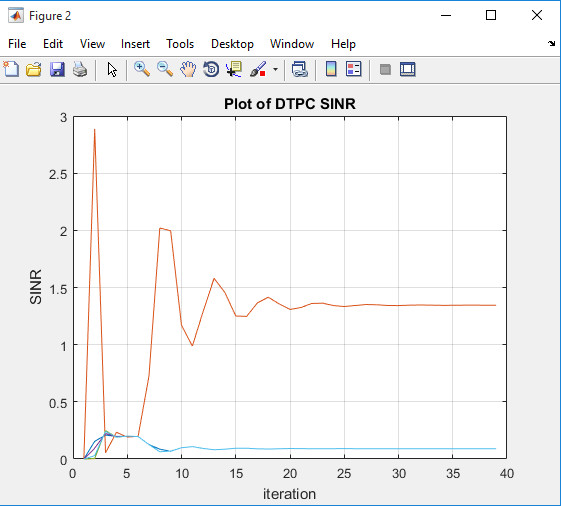 Figure 2
File Edit View Insert Tools Desktop Window Help
Plot of DTPC SINR
3
2.5
2
1.5
1
0.5
0
SINR
0 5 10 15 20 25 30 35 40
iteration